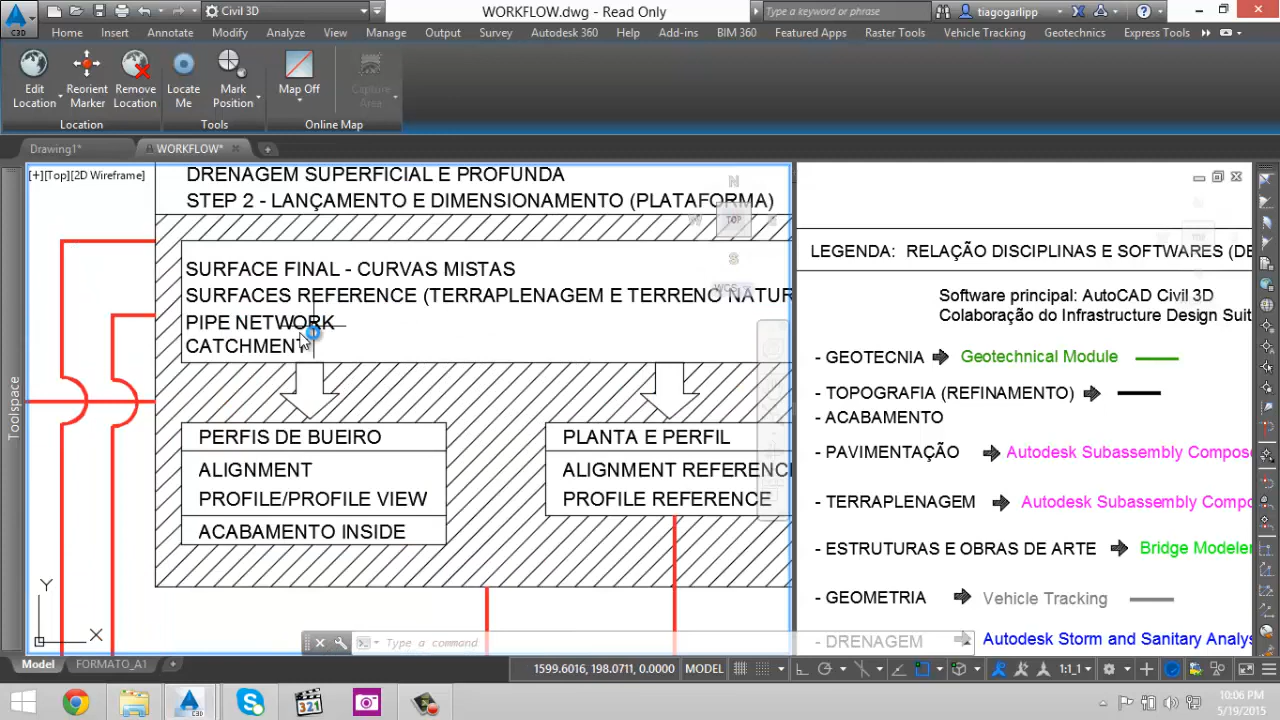 Civil 3D
WORKFLOW.dwg - Read Only
Type a keyword or phrase
tiagogarlipp
C3D
Home Insert Annotate Modify Analyze View Manage Output Survey Autodesk 360 Help Add-ins BIM 360 Featured Apps Raster Tools Vehicle Tracking Geotechnics Express Tools
Edit Location
Reorient Marker
Remove Location
Locate Me
Mark Position
Map Off
Capture Area
Location Tools Online Map
Drawing1* WORKFLOW*
[+][Top][2D Wireframe]
DRENAGEM SUPERFICIAL E PROFUNDA
STEP 2 - LANÇAMENTO E DIMENSIONAMENTO (PLATAFORMA)
N
TOP
S
WCS
SURFACE FINAL - CURVAS MISTAS
SURFACES REFERENCE (TERRAPLENAGEM E TERRENO NATUR
PIPE NETWORK
CATCHMENT
PERFIS DE BUEIRO
ALIGNMENT
PROFILE/PROFILE VIEW
ACABAMENTO INSIDE
PLANTA E PERFIL
ALIGNMENT REFERENC
PROFILE REFERENCE
LEGENDA: RELAÇÃO DISCIPLINAS E SOFTWARES (DE
Software principal: AutoCAD Civil 3D
Colaboração do Infrastructure Design Suit
- GEOTECNIA Geotechnical Module
- TOPOGRAFIA (REFINAMENTO)
- ACABAMENTO
- PAVIMENTAÇÃO Autodesk Subassembly Compose
- TERRAPLENAGEM Autodesk Subassembly Compo
- ESTRUTURAS E OBRAS DE ARTE Bridge Modeler
- GEOMETRIA Vehicle Tracking
- DRENAGEM Autodesk Storm and Sanitary Analys
Toolspace
Y
X
Type a command
Model FORMATO_A1
1599.6016, 198.0711, 0.0000 MODEL
1:1_1
321
C3D
10:06 PM
5/19/2015